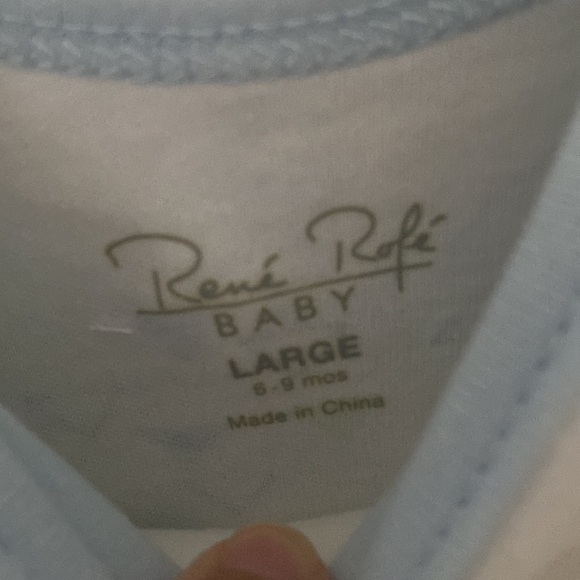 René Rofé
BABY
LARGE
6-9 mos
Made in China